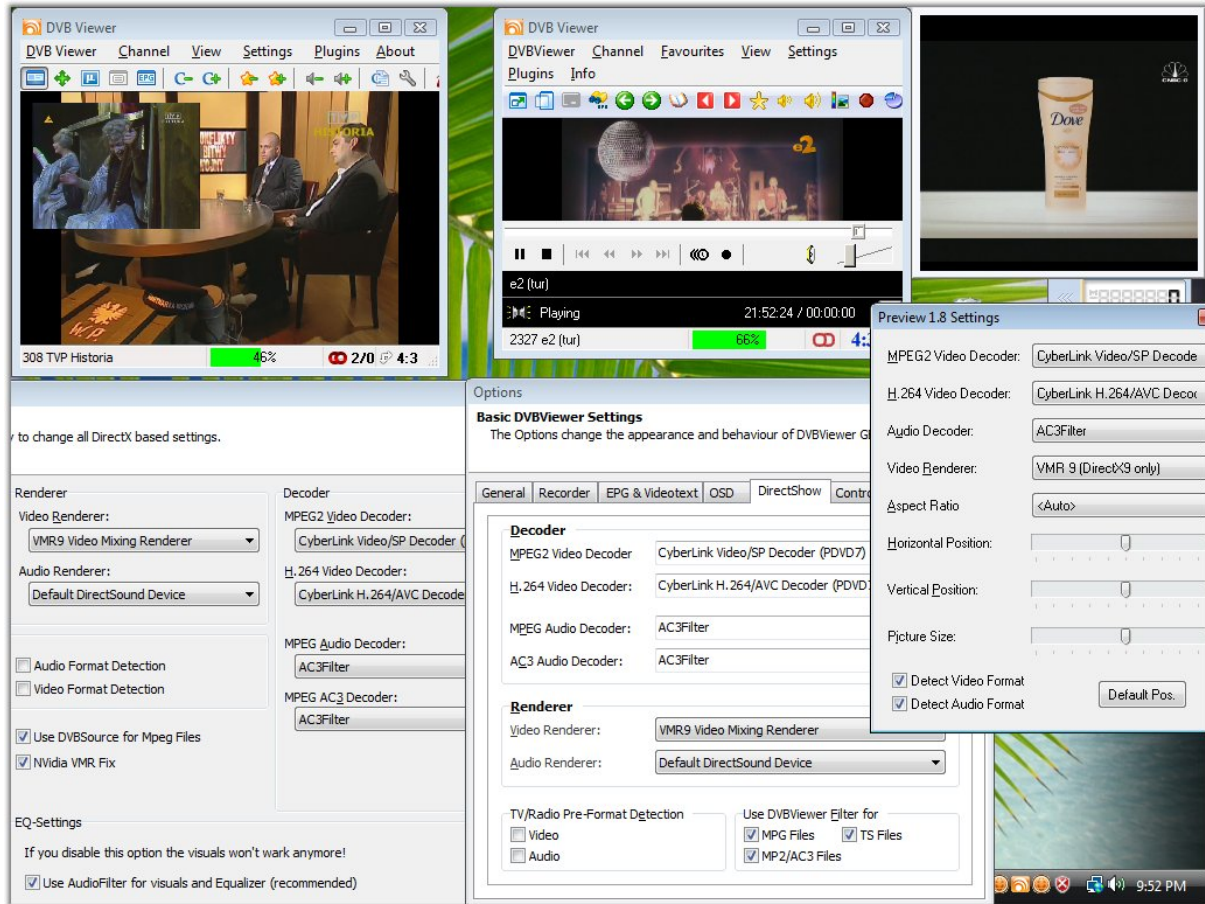 DVB Viewer
DVB Viewer Channel View Settings Plugins About
EPG C- C+
HISTORIA
KONFLIKTY
BITWY
W.P.
308 TVP Historia 46% 2/0 4:3
DVB Viewer
DVBViewer Channel Favourites View Settings
Plugins Info
e2
e2 (tur)
Playing 21:52:24 / 00:00:00
2327 e2 (tur) 66% 4:3
CNBC-e
Dove
Preview 1.8 Settings
MPEG2 Video Decoder: CyberLink Video/SP Decode
H.264 Video Decoder: CyberLink H.264/AVC Deco
Audio Decoder: AC3Filter
Video Renderer: VMR 9 (DirectX9 only)
Aspect Ratio <Auto>
Horizontal Position:
Vertical Position:
Picture Size:
Detect Video Format
Detect Audio Format
Default Pos.
y to change all DirectX based settings.
Renderer
Video Renderer:
VMR9 Video Mixing Renderer
Audio Renderer:
Default DirectSound Device
Audio Format Detection
Video Format Detection
Use DVBSource for Mpeg Files
NVidia VMR Fix
Decoder
MPEG2 Video Decoder:
CyberLink Video/SP Decoder (
H.264 Video Decoder:
CyberLink H.264/AVC Decode
MPEG Audio Decoder:
AC3Filter
MPEG AC3 Decoder:
AC3Filter
EQ-Settings
If you disable this option the visuals won't wark anymore!
Use AudioFilter for visuals and Equalizer (recommended)
Options
Basic DVBViewer Settings
The Options change the appearance and behaviour of DVBViewer G
General Recorder EPG & Videotext OSD DirectShow Contro
Decoder
MPEG2 Video Decoder CyberLink Video/SP Decoder (PDVD7)
H.264 Video Decoder: CyberLink H.264/AVC Decoder (PDVD7
MPEG Audio Decoder: AC3Filter
AC3 Audio Decoder: AC3Filter
Renderer
Video Renderer: VMR9 Video Mixing Renderer
Audio Renderer: Default DirectSound Device
TV/Radio Pre-Format Detection
Video
Audio
Use DVBViewer Filter for
MPG Files TS Files
MP2/AC3 Files
9:52 PM